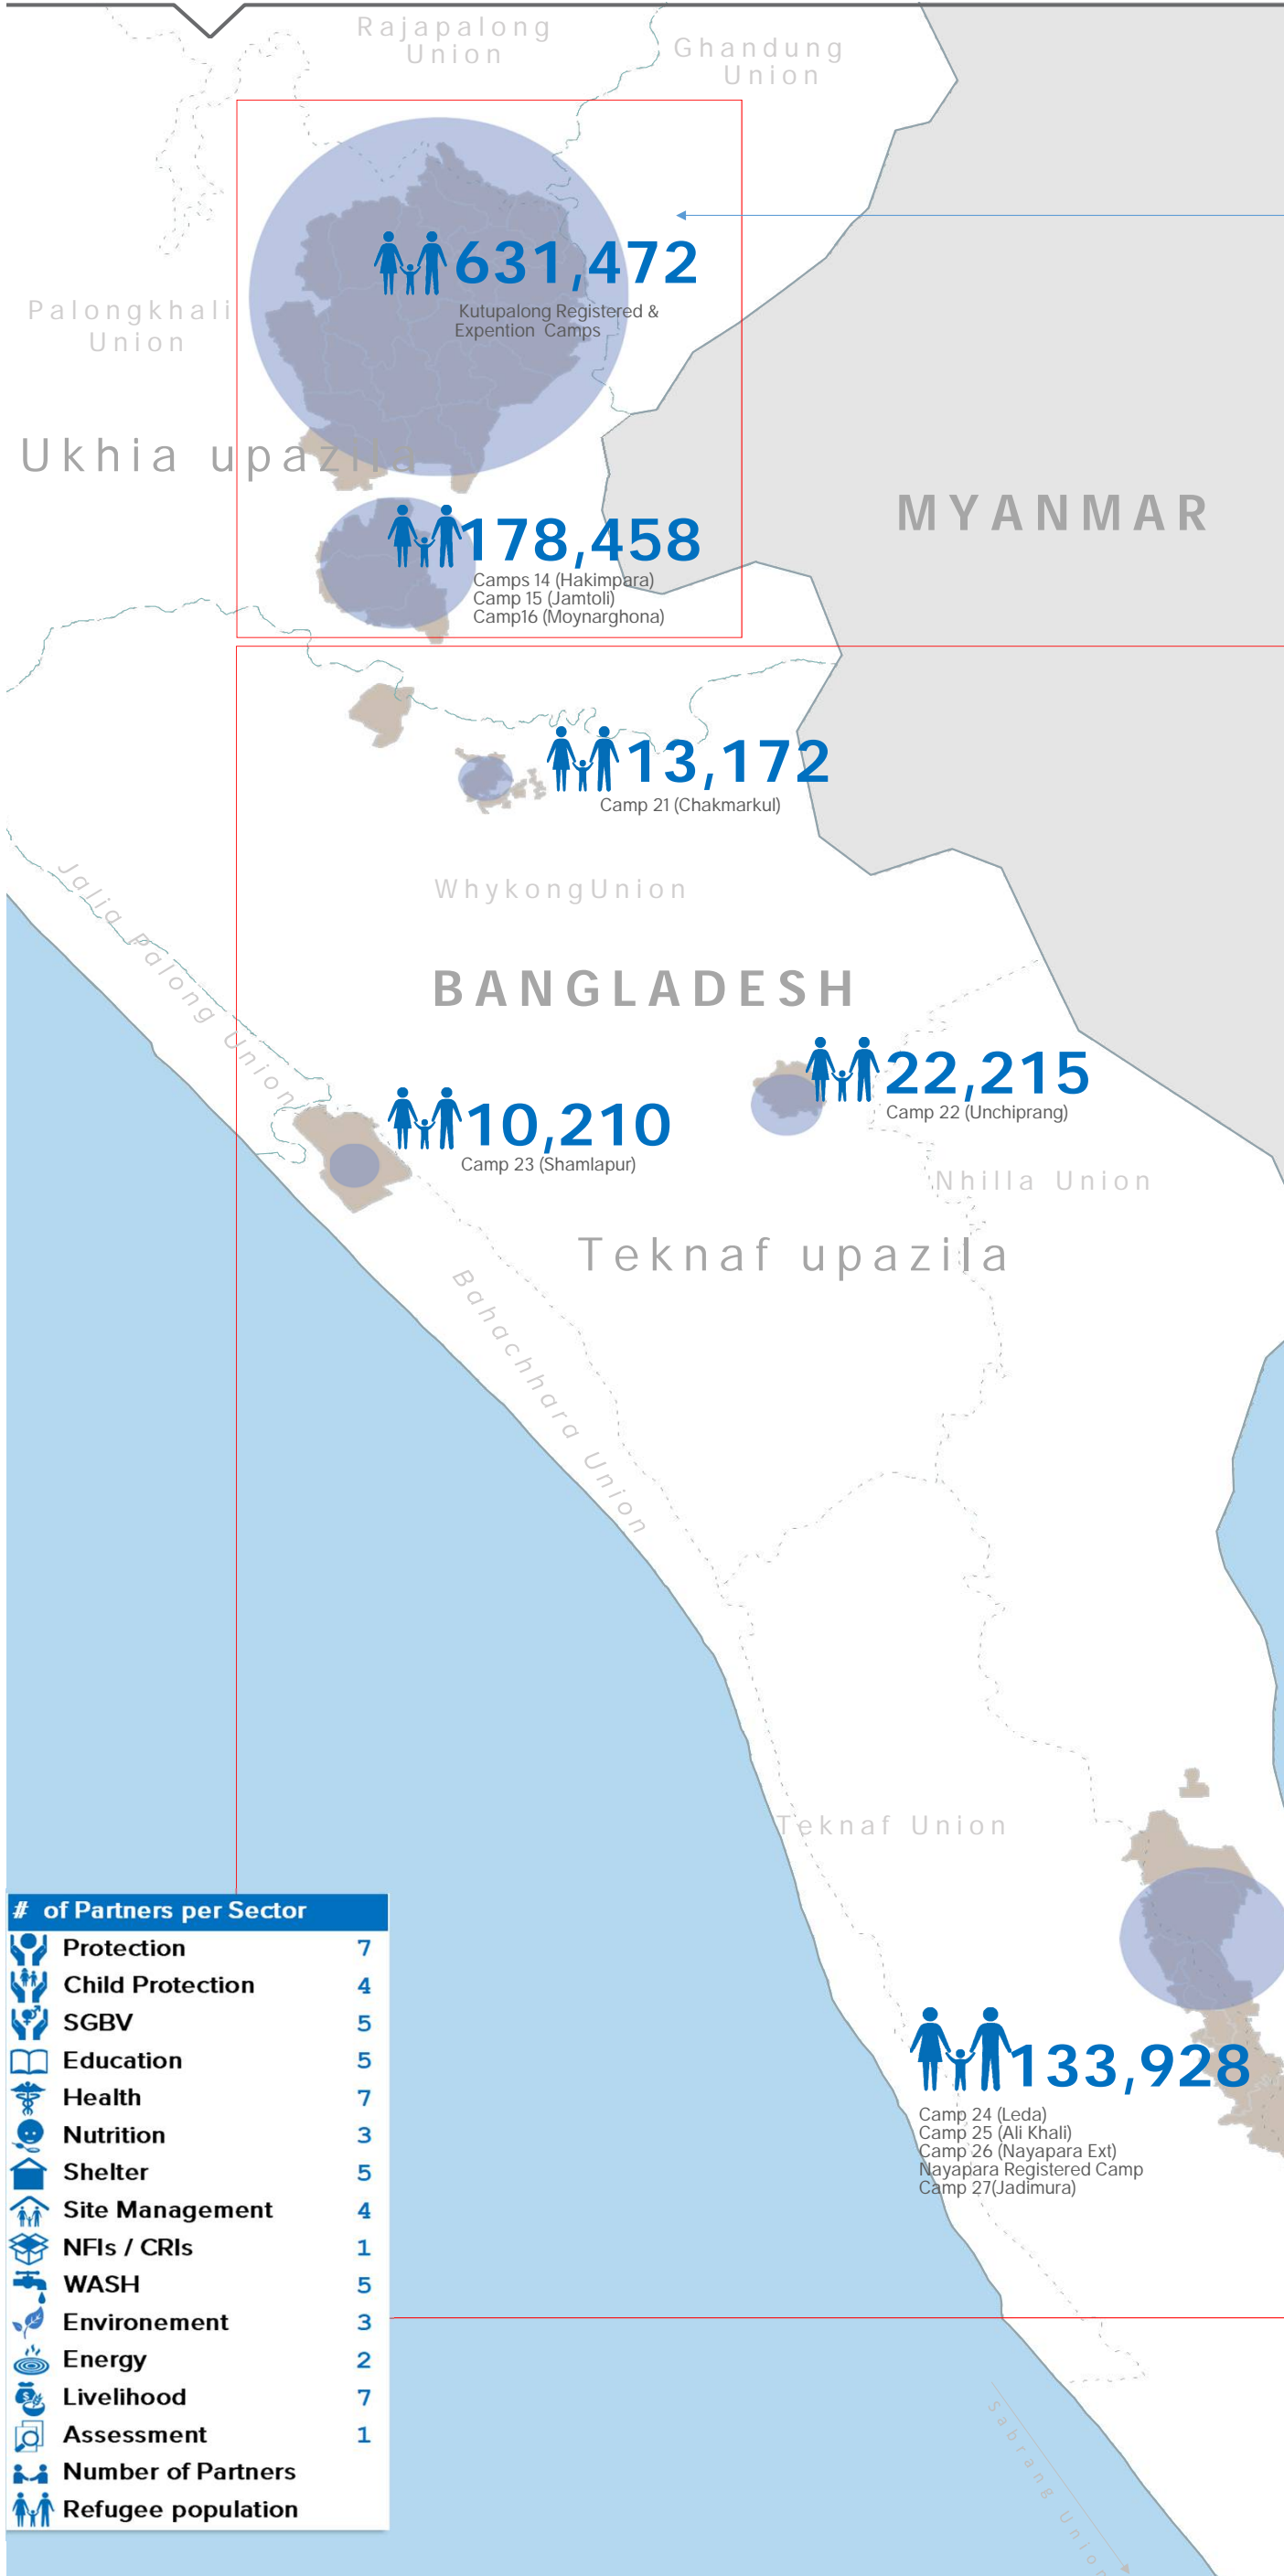 Rajapalong
Union
Ghandung
Union
631,472
Kutupalong Registered &
Expention Camps
Palongkhali
Union
Ukhia upazila
MYANMAR
178,458
Camps 14 (Hakimpara)
Camp 15 (Jamtoli)
Camp16 (Moynarghona)
13,172
Camp 21 (Chakmarkul)
Jalia Palong Union
WhykongUnion
BANGLADESH
22,215
Camp 22 (Unchiprang)
10,210
Camp 23 (Shamlapur)
Nhilla Union
Teknaf upazila
Bahachhara Union
Teknaf Union
133,928
Camp 24 (Leda)
Camp 25 (Ali Khali)
Camp 26 (Nayapara Ext)
Nayapara Registered Camp
Camp 27(Jadimura)
# of Partners per Sector
Protection 7
Child Protection 4
SGBV 5
Education 5
Health 7
Nutrition 3
Shelter 5
Site Management 4
NFIs / CRIs 1
WASH 5
Environement 3
Energy 2
Livelihood 7
Assessment 1
Number of Partners
Refugee population
Sabrang Union